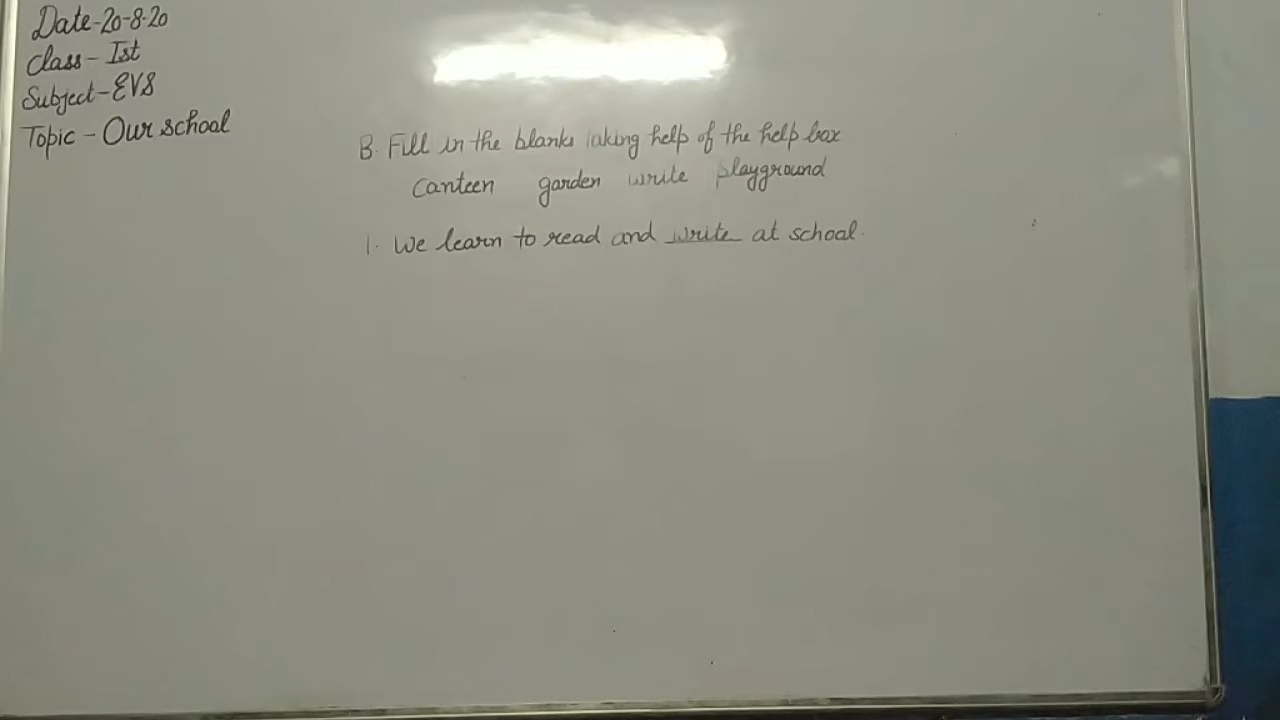 Date-20-8-20
Class- Ist
Subject-EVS
Topic - Our school
B. Fill in the blanks taking help of the help box
Canteen garden write playground
1. We learn to read and write at school.